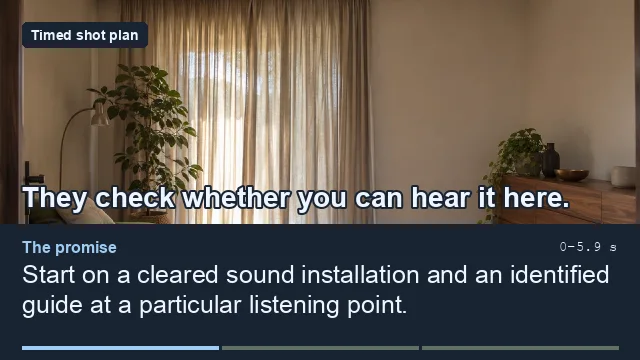 Timed shot plan
They check whether you can hear it here.
The promise
0–5.9 s
Start on a cleared sound installation and an identified
guide at a particular listening point.